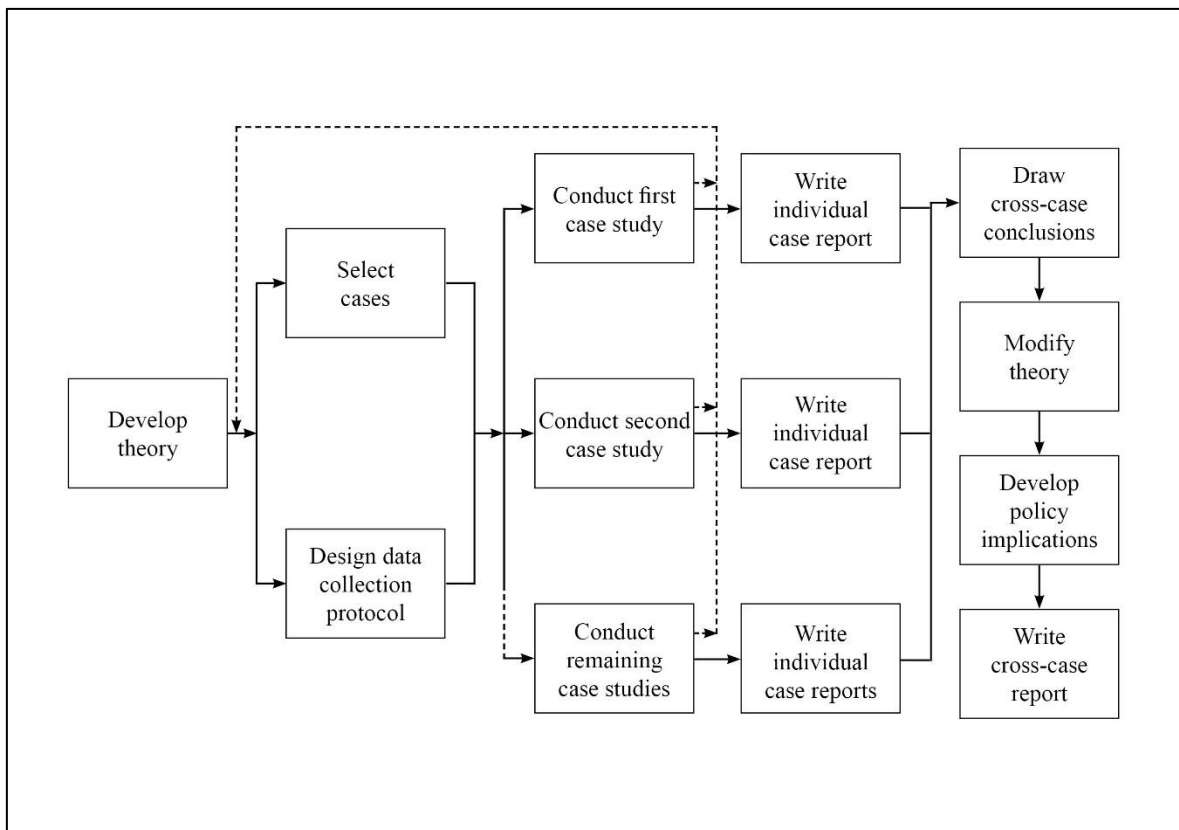 Develop
theory
Select
cases
Design data
collection
protocol
Conduct first
case study
Conduct second
case study
Conduct
remaining
case studies
Write
individual
case report
Write
individual
case report
Write
individual
case reports
Draw
cross-case
conclusions
Modify
theory
Develop
policy
implications
Write
cross-case
report